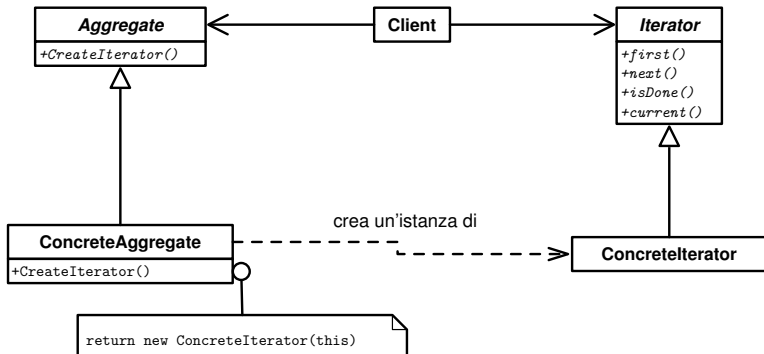 Aggregate
+CreateIterator()
Client
Iterator
+first()
+next()
+isDone()
+current()
crea un'istanza di
ConcreteAggregate
+CreateIterator()
ConcreteIterator
return new ConcreteIterator(this)